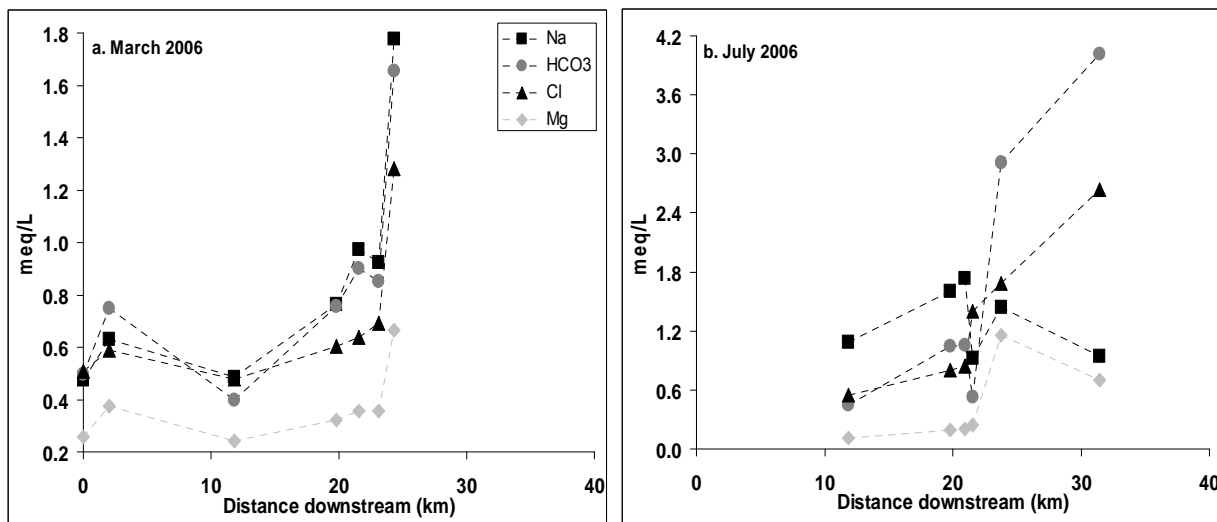 a. March 2006
Na
HCO3
Cl
Mg
1.8
1.6
1.4
1.2
1.0
0.8
0.6
0.4
0.2
meq/L
0 10 20 30 40
Distance downstream (km)
b. July 2006
4.2
3.6
3.0
2.4
1.8
1.2
0.6
0.0
meq/L
0 10 20 30 40
Distance downstream (km)